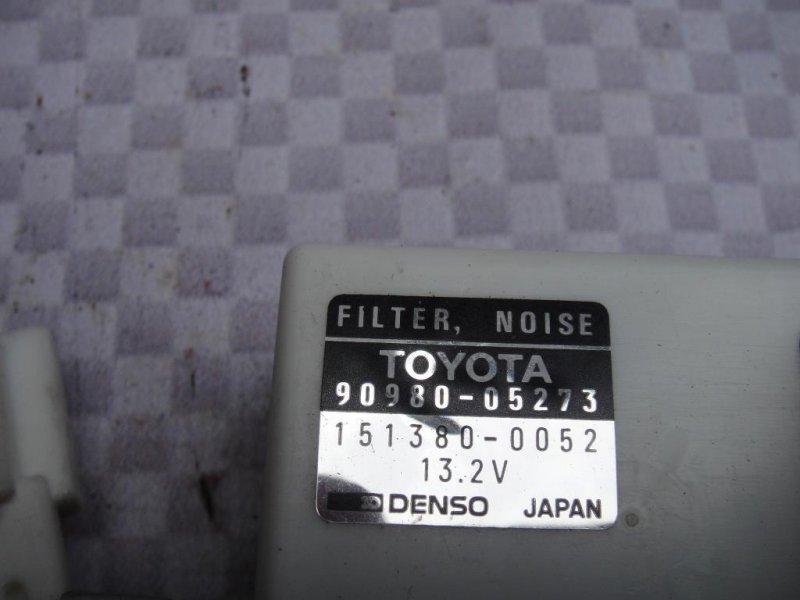 FILTER, NOISE
TOYOTA
90980-05273
151380-0052
13.2V
DENSO JAPAN